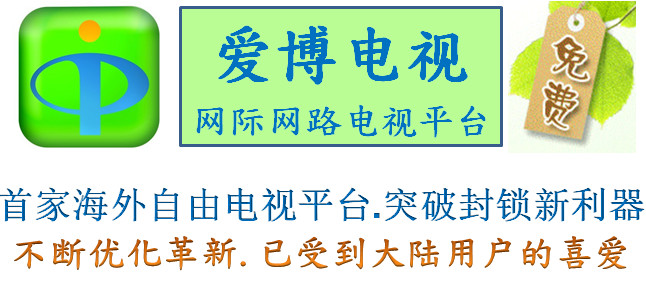 爱博电视
网际网路电视平台
免费
首家海外自由电视平台.突破封锁新利器
不断优化革新.已受到大陆用户的喜爱